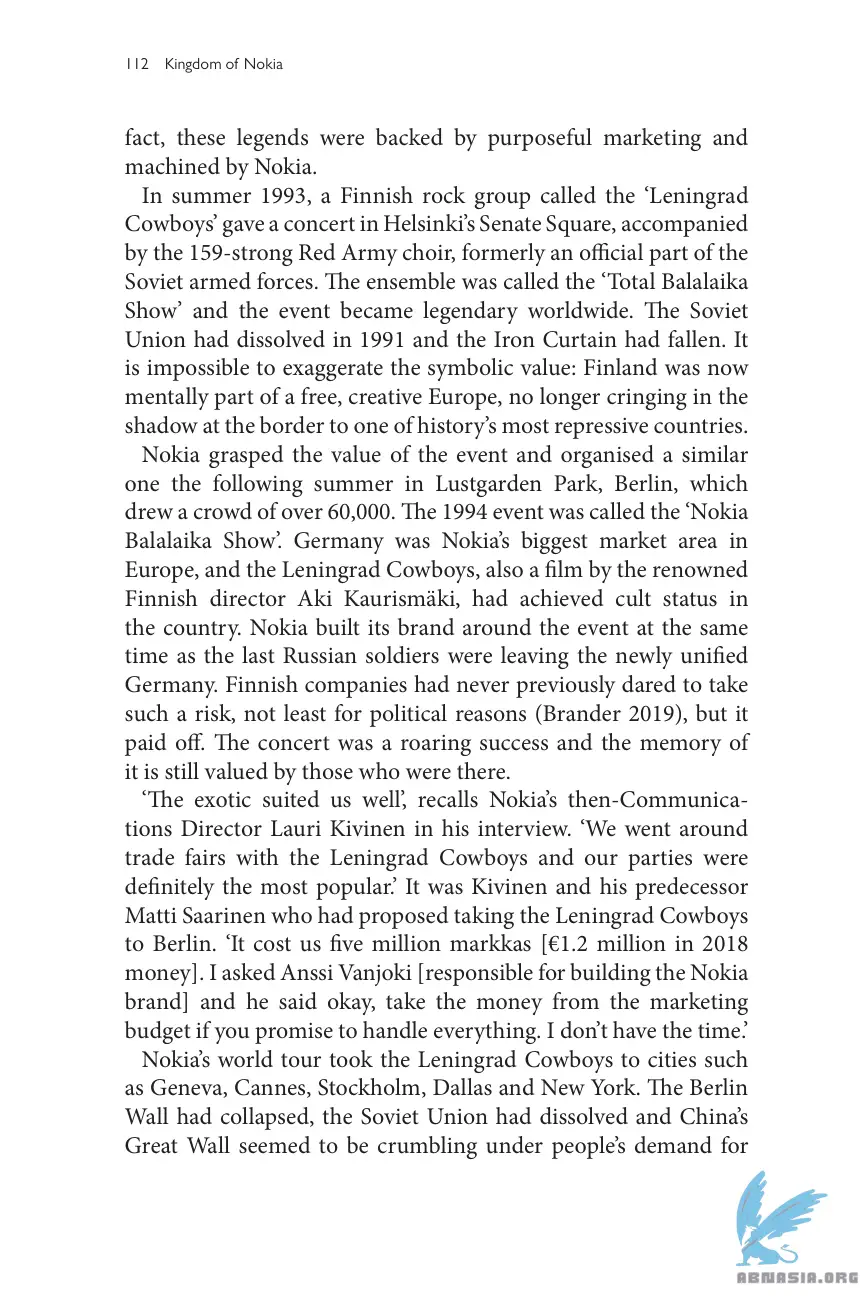 112 Kingdom of Nokia
fact, these legends were backed by purposeful marketing and
machined by Nokia.
In summer 1993, a Finnish rock group called the ‘Leningrad
Cowboys’ gave a concert in Helsinki’s Senate Square, accompanied
by the 159-strong Red Army choir, formerly an official part of the
Soviet armed forces. The ensemble was called the ‘Total Balalaika
Show’ and the event became legendary worldwide. The Soviet
Union had dissolved in 1991 and the Iron Curtain had fallen. It
is impossible to exaggerate the symbolic value: Finland was now
mentally part of a free, creative Europe, no longer cringing in the
shadow at the border to one of history’s most repressive countries.
Nokia grasped the value of the event and organised a similar
one the following summer in Lustgarden Park, Berlin, which
drew a crowd of over 60,000. The 1994 event was called the ‘Nokia
Balalaika Show’. Germany was Nokia’s biggest market area in
Europe, and the Leningrad Cowboys, also a film by the renowned
Finnish director Aki Kaurismäki, had achieved cult status in
the country. Nokia built its brand around the event at the same
time as the last Russian soldiers were leaving the newly unified
Germany. Finnish companies had never previously dared to take
such a risk, not least for political reasons (Brander 2019), but it
paid off. The concert was a roaring success and the memory of
it is still valued by those who were there.
‘The exotic suited us well’, recalls Nokia’s then-Communica-
tions Director Lauri Kivinen in his interview. ‘We went around
trade fairs with the Leningrad Cowboys and our parties were
definitely the most popular.’ It was Kivinen and his predecessor
Matti Saarinen who had proposed taking the Leningrad Cowboys
to Berlin. ‘It cost us five million markkas [€1.2 million in 2018
money]. I asked Anssi Vanjoki [responsible for building the Nokia
brand] and he said okay, take the money from the marketing
budget if you promise to handle everything. I don’t have the time.’
Nokia’s world tour took the Leningrad Cowboys to cities such
as Geneva, Cannes, Stockholm, Dallas and New York. The Berlin
Wall had collapsed, the Soviet Union had dissolved and China’s
Great Wall seemed to be crumbling under people’s demand for
ABNASIA.ORG